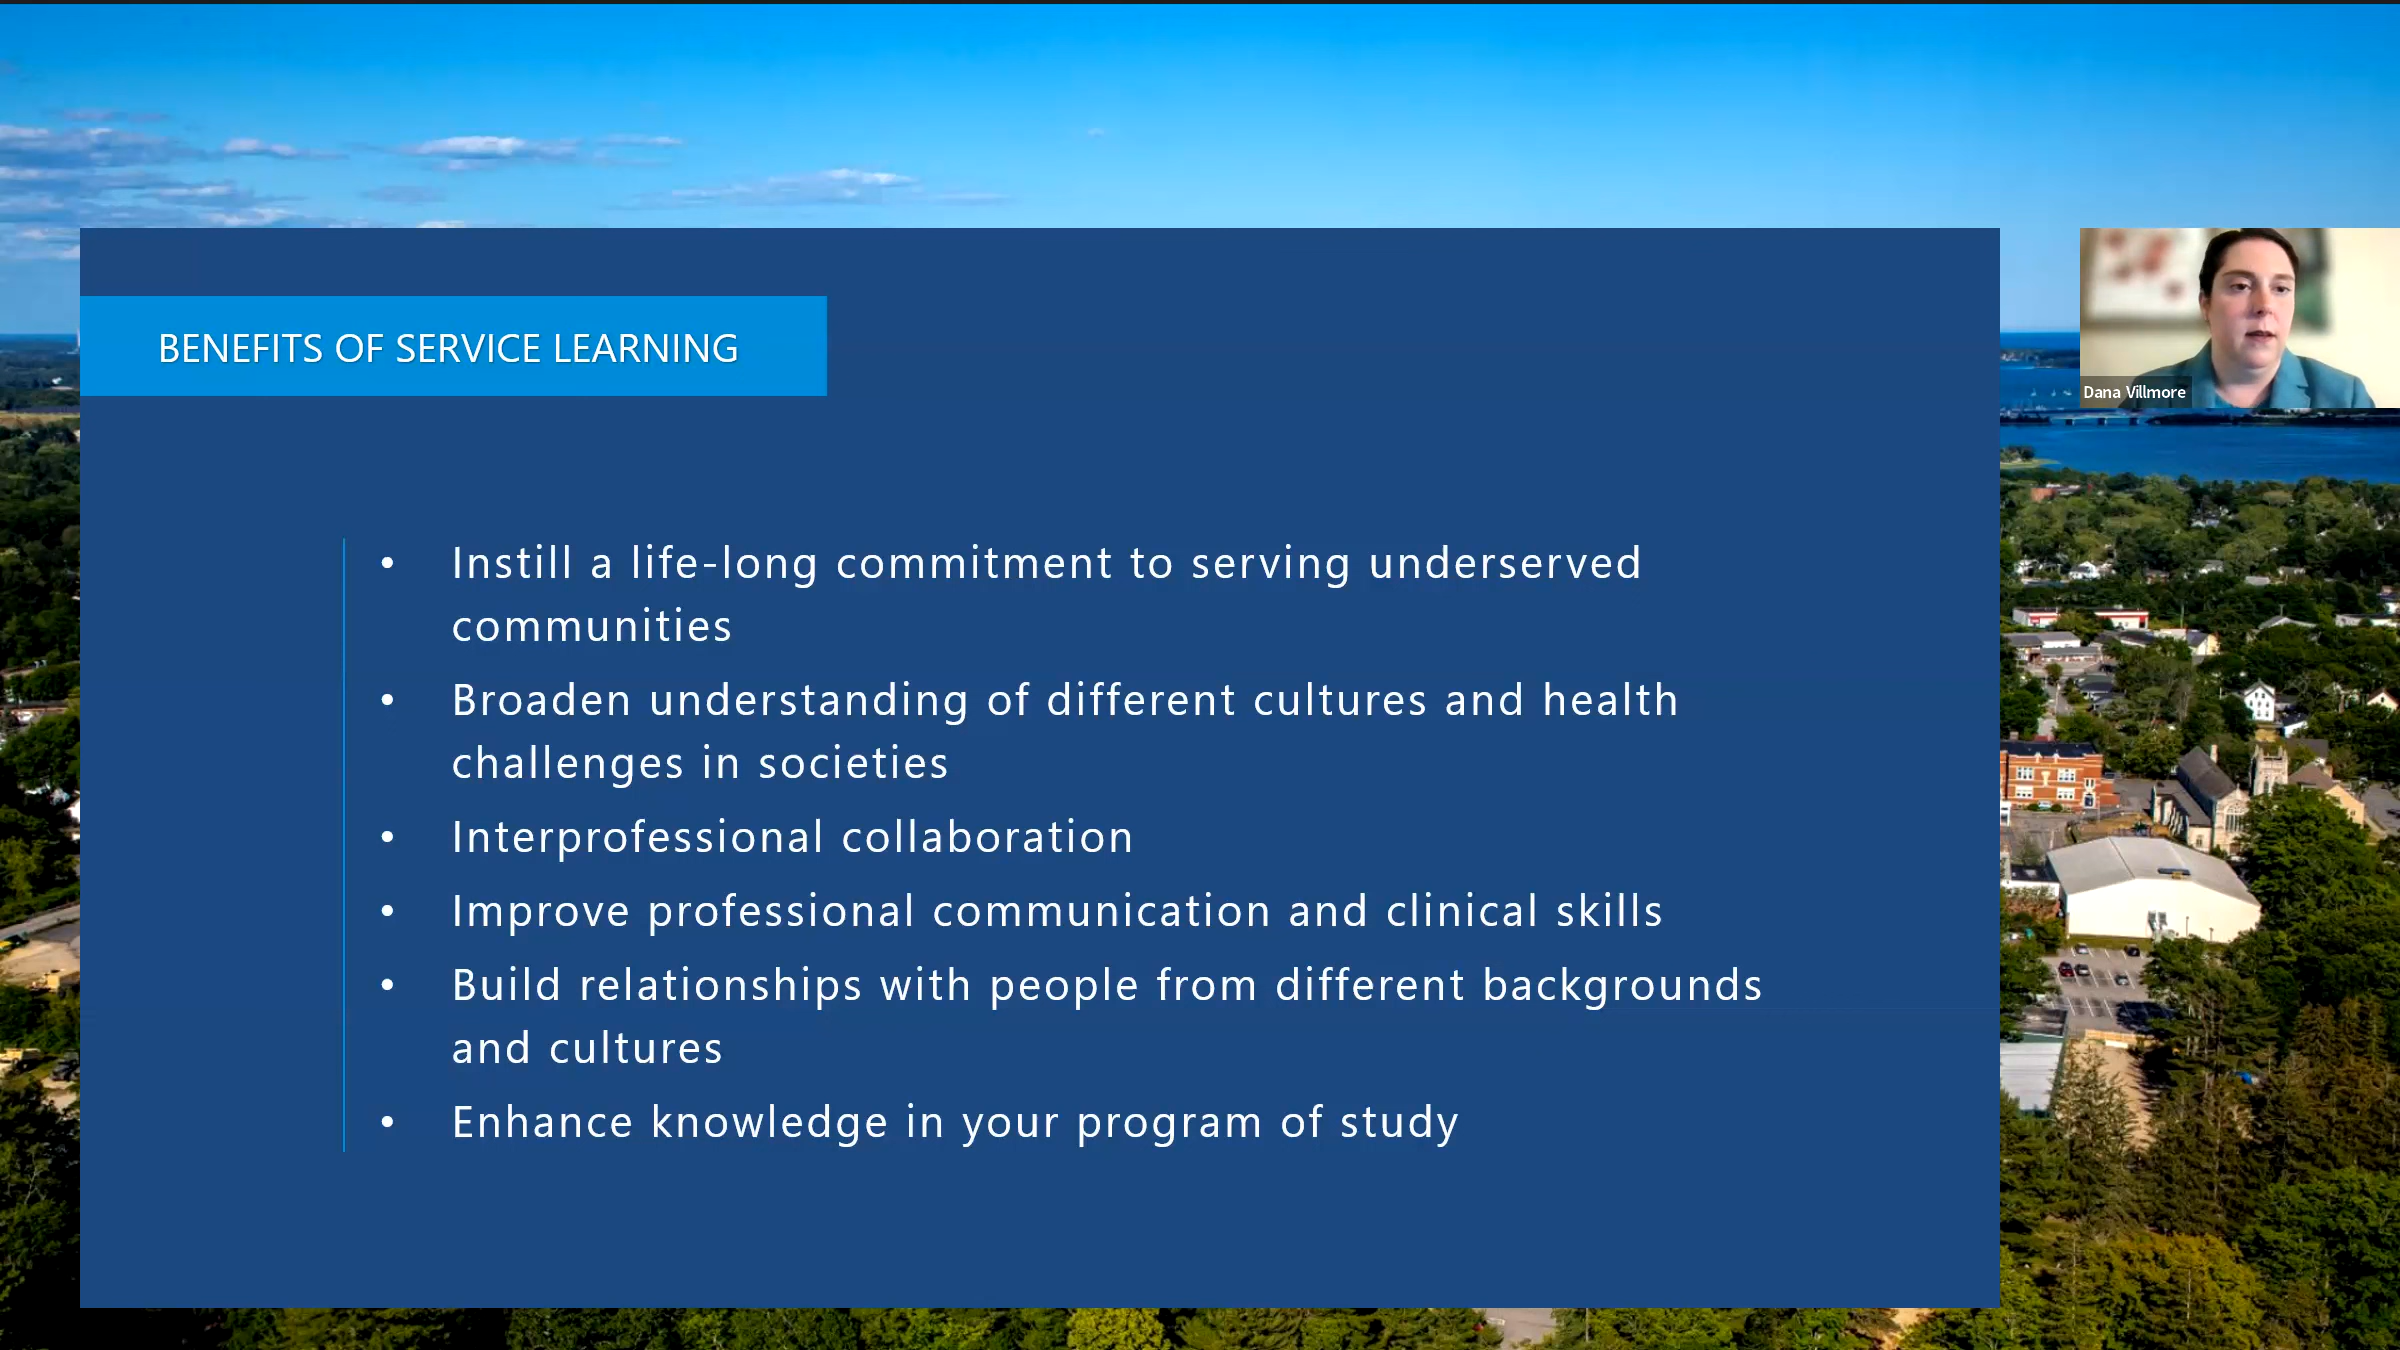 BENEFITS OF SERVICE LEARNING
Dana Villmore
• Instill a life-long commitment to serving underserved
communities
• Broaden understanding of different cultures and health
challenges in societies
• Interprofessional collaboration
• Improve professional communication and clinical skills
• Build relationships with people from different backgrounds
and cultures
• Enhance knowledge in your program of study